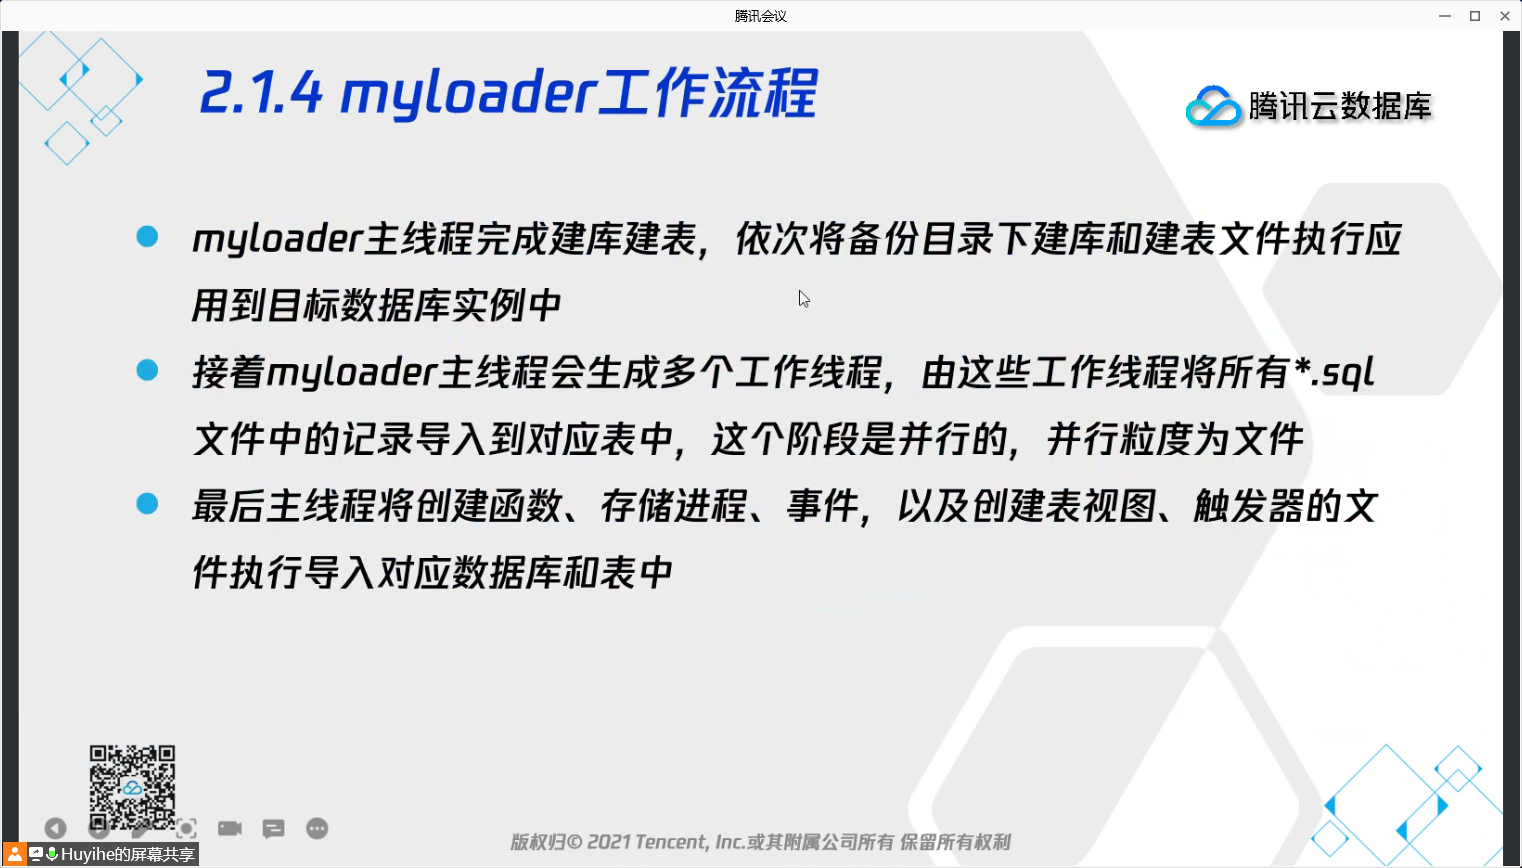 腾讯会议
2.1.4 myloader工作流程
腾讯云数据库
myloader主线程完成建库建表，依次将备份目录下建库和建表文件执行应
用到目标数据库实例中
接着myloader主线程会生成多个工作线程，由这些工作线程将所有*.sql
文件中的记录导入到对应表中，这个阶段是并行的，并行粒度为文件
最后主线程将创建函数、存储进程、事件，以及创建表视图、触发器的文
件执行导入对应数据库和表中
版权归© 2021 Tencent, Inc.或其附属公司所有 保留所有权利
Huyihe的屏幕共享